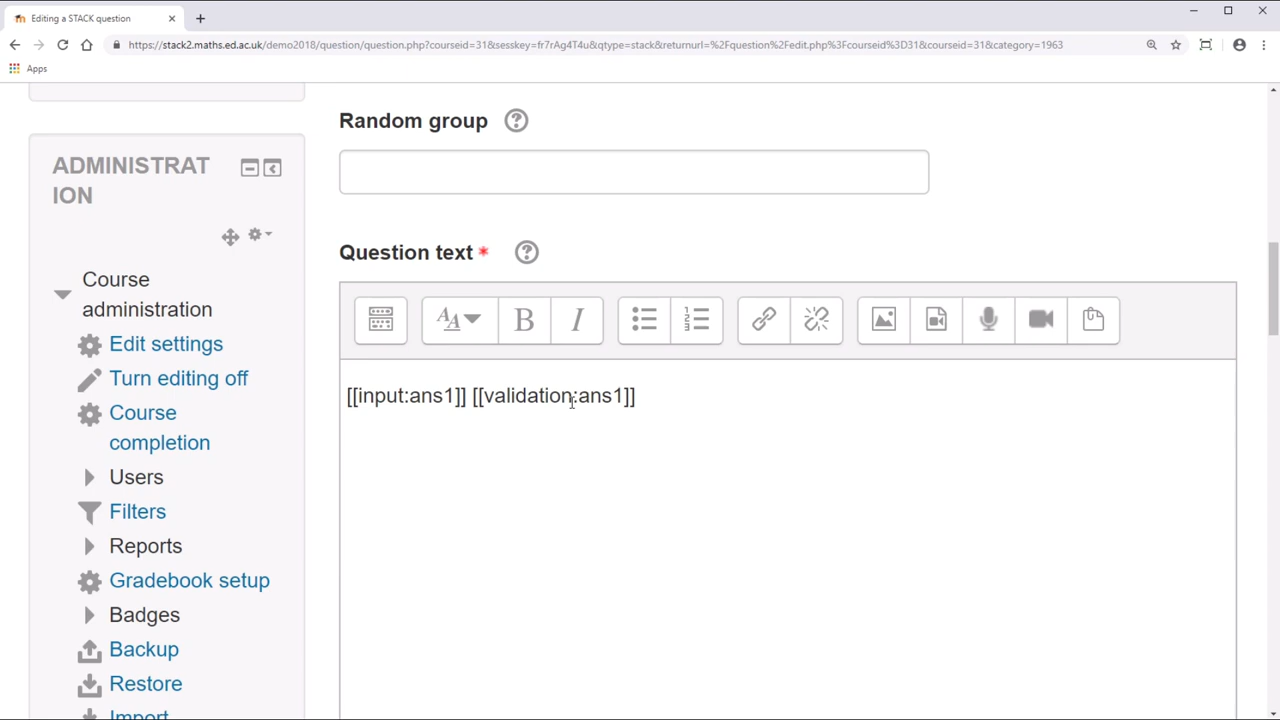 Editing a STACK question
https://stack2.maths.ed.ac.uk/demo2018/question/question.php?courseid=31&sesskey=fr7rAg4T4u&qtype=stack&returnurl=%2Fquestion%2Fedit.php%3Fcourseid%3D31&courseid=31&category=1963
Apps
ADMINISTRAT
ION
Course
administration
Edit settings
Turn editing off
Course
completion
Users
Filters
Reports
Gradebook setup
Badges
Backup
Restore
Import
Random group
Question text *
[[input:ans1]] [[validation:ans1]]